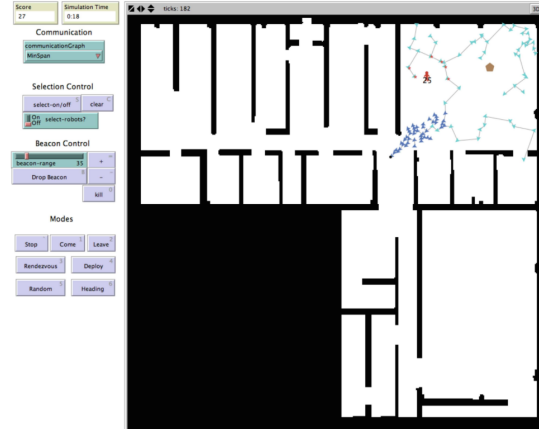 Score
27
Simulation Time
0:18
ticks: 182
3D
Communication
communicationGraph
MinSpan
Selection Control
select-on/off
clear
On
Off
select-robots?
Beacon Control
beacon-range 35
+
Drop Beacon
-
kill
Modes
Stop
Come
Leave
Rendezvous
Deploy
Random
Heading
25